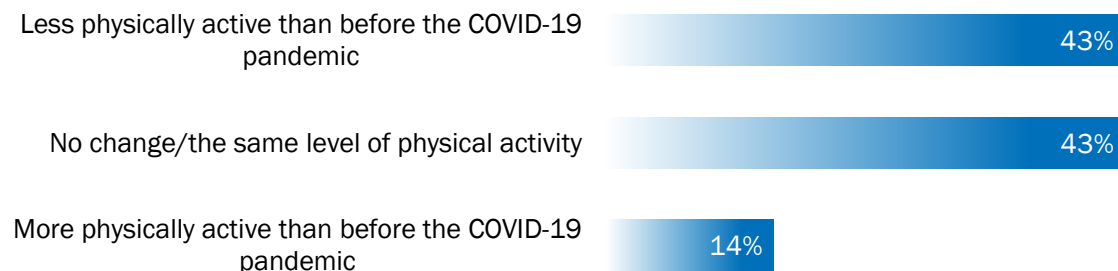 Less physically active than before the COVID-19
pandemic
43%
No change/the same level of physical activity
43%
More physically active than before the COVID-19
pandemic
14%